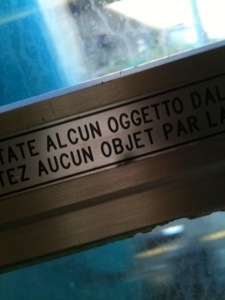 TATE ALCUN OGGETTO DAL
TEZ AUCUN OBJET PAR LA